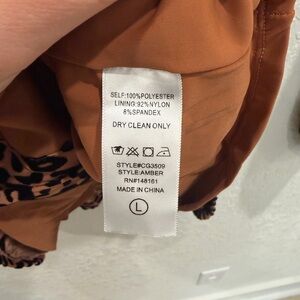 SELF:100%POLYESTER
LINING:92%NYLON
8%SPANDEX
DRY CLEAN ONLY
STYLE#CG3509
STYLE:AMBER
RN#148161
MADE IN CHINA
L